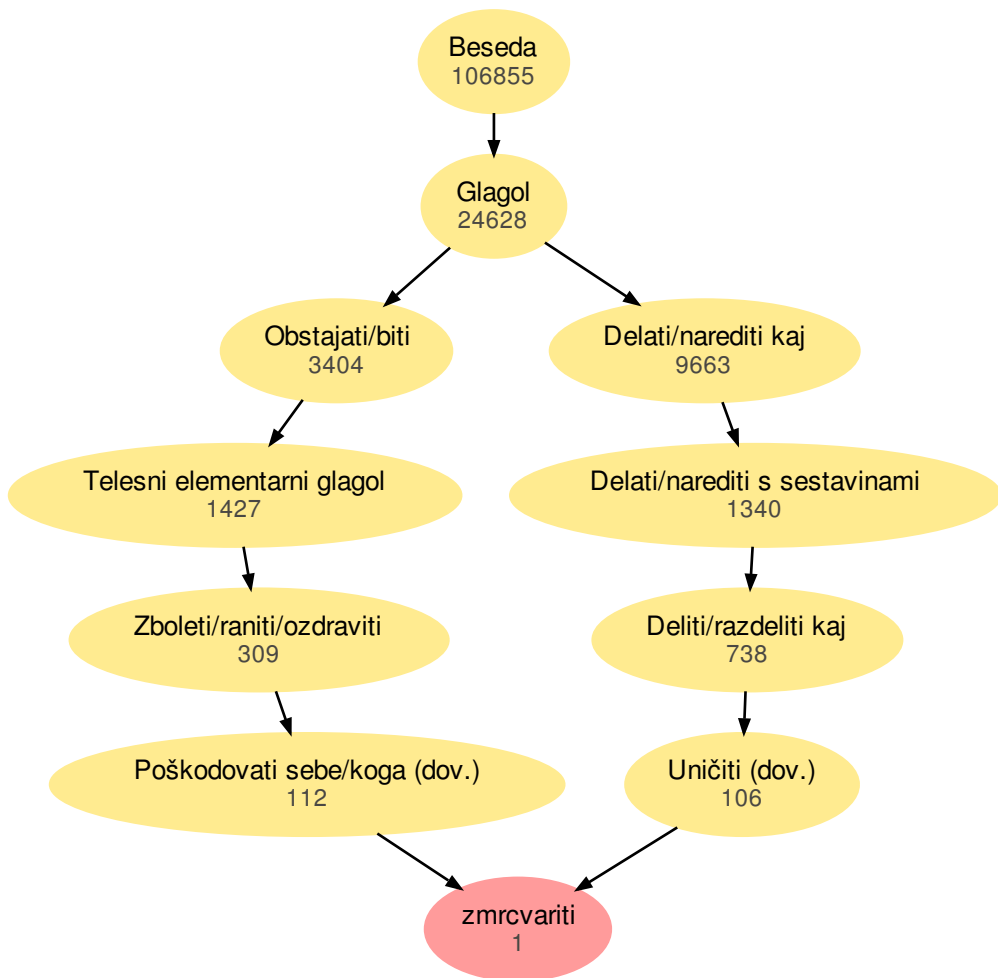 Beseda
106855
Glagol
24628
Obstajati/biti
3404
Delati/narediti kaj
9663
Telesni elementarni glagol
1427
Delati/narediti s sestavinami
1340
Zboleti/raniti/ozdraviti
309
Deliti/razdeliti kaj
738
Poškodovati sebe/koga (dov.)
112
Uničiti (dov.)
106
zmrcvariti
1